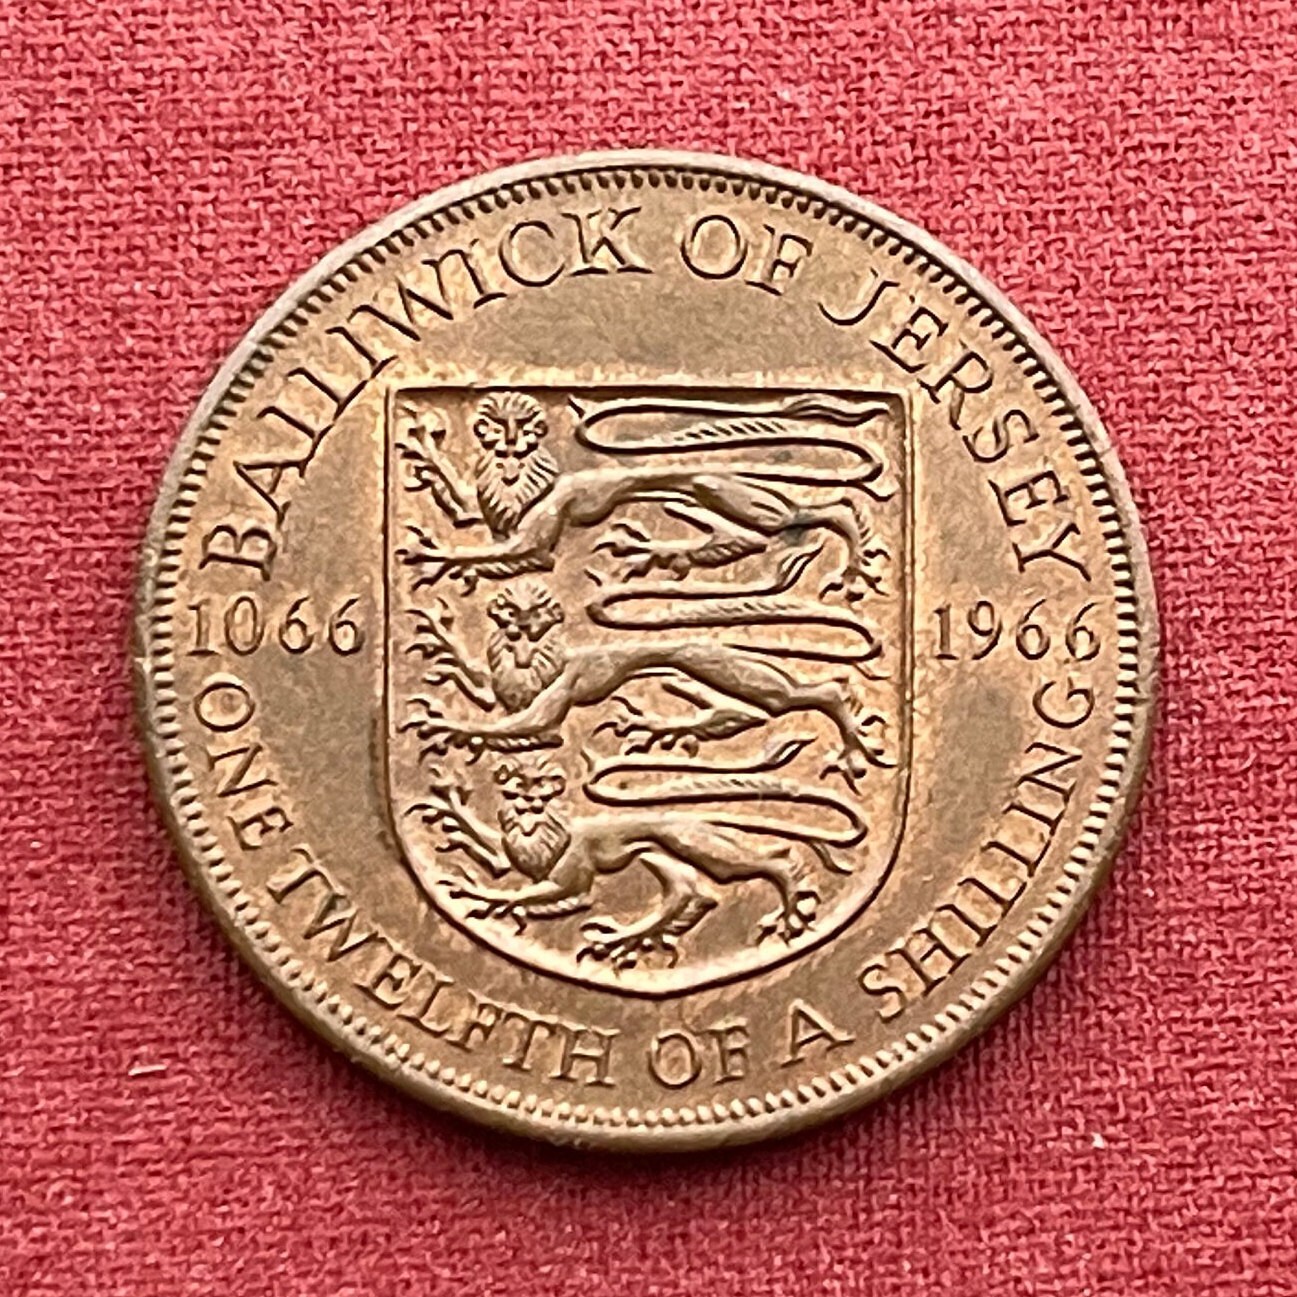 BAILIWICK OF JERSEY
1066
1966
ONE TWELFTH OF A SHILLING